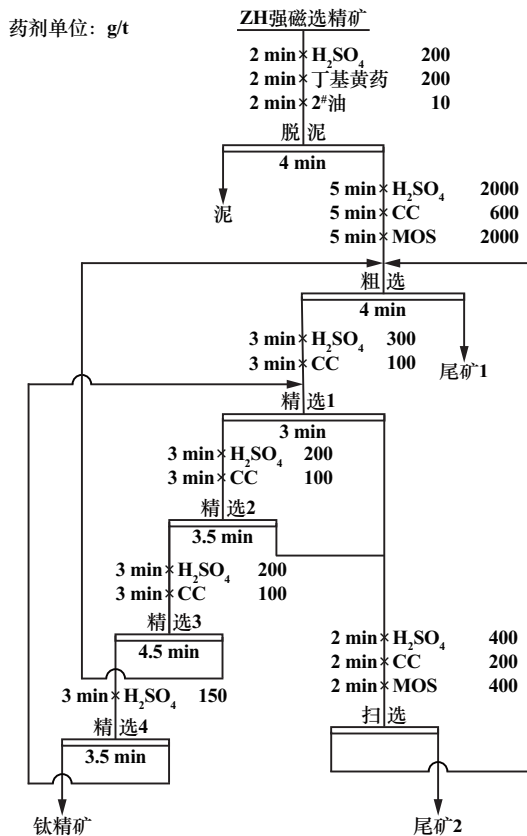 药剂单位：g/t
ZH强磁选精矿
2 min × H₂SO₄ 200
2 min × 丁基黄药 200
2 min × 2#油 10
脱泥
4 min
泥
5 min × H₂SO₄ 2000
5 min × CC 600
5 min × MOS 2000
粗选
4 min
尾矿1
3 min × H₂SO₄ 300
3 min × CC 100
精选1
3 min
3 min × H₂SO₄ 200
3 min × CC 100
精选2
3.5 min
3 min × H₂SO₄ 200
3 min × CC 100
精选3
4.5 min
3 min × H₂SO₄ 150
精选4
3.5 min
钛精矿
2 min × H₂SO₄ 400
2 min × CC 200
2 min × MOS 400
扫选
尾矿2